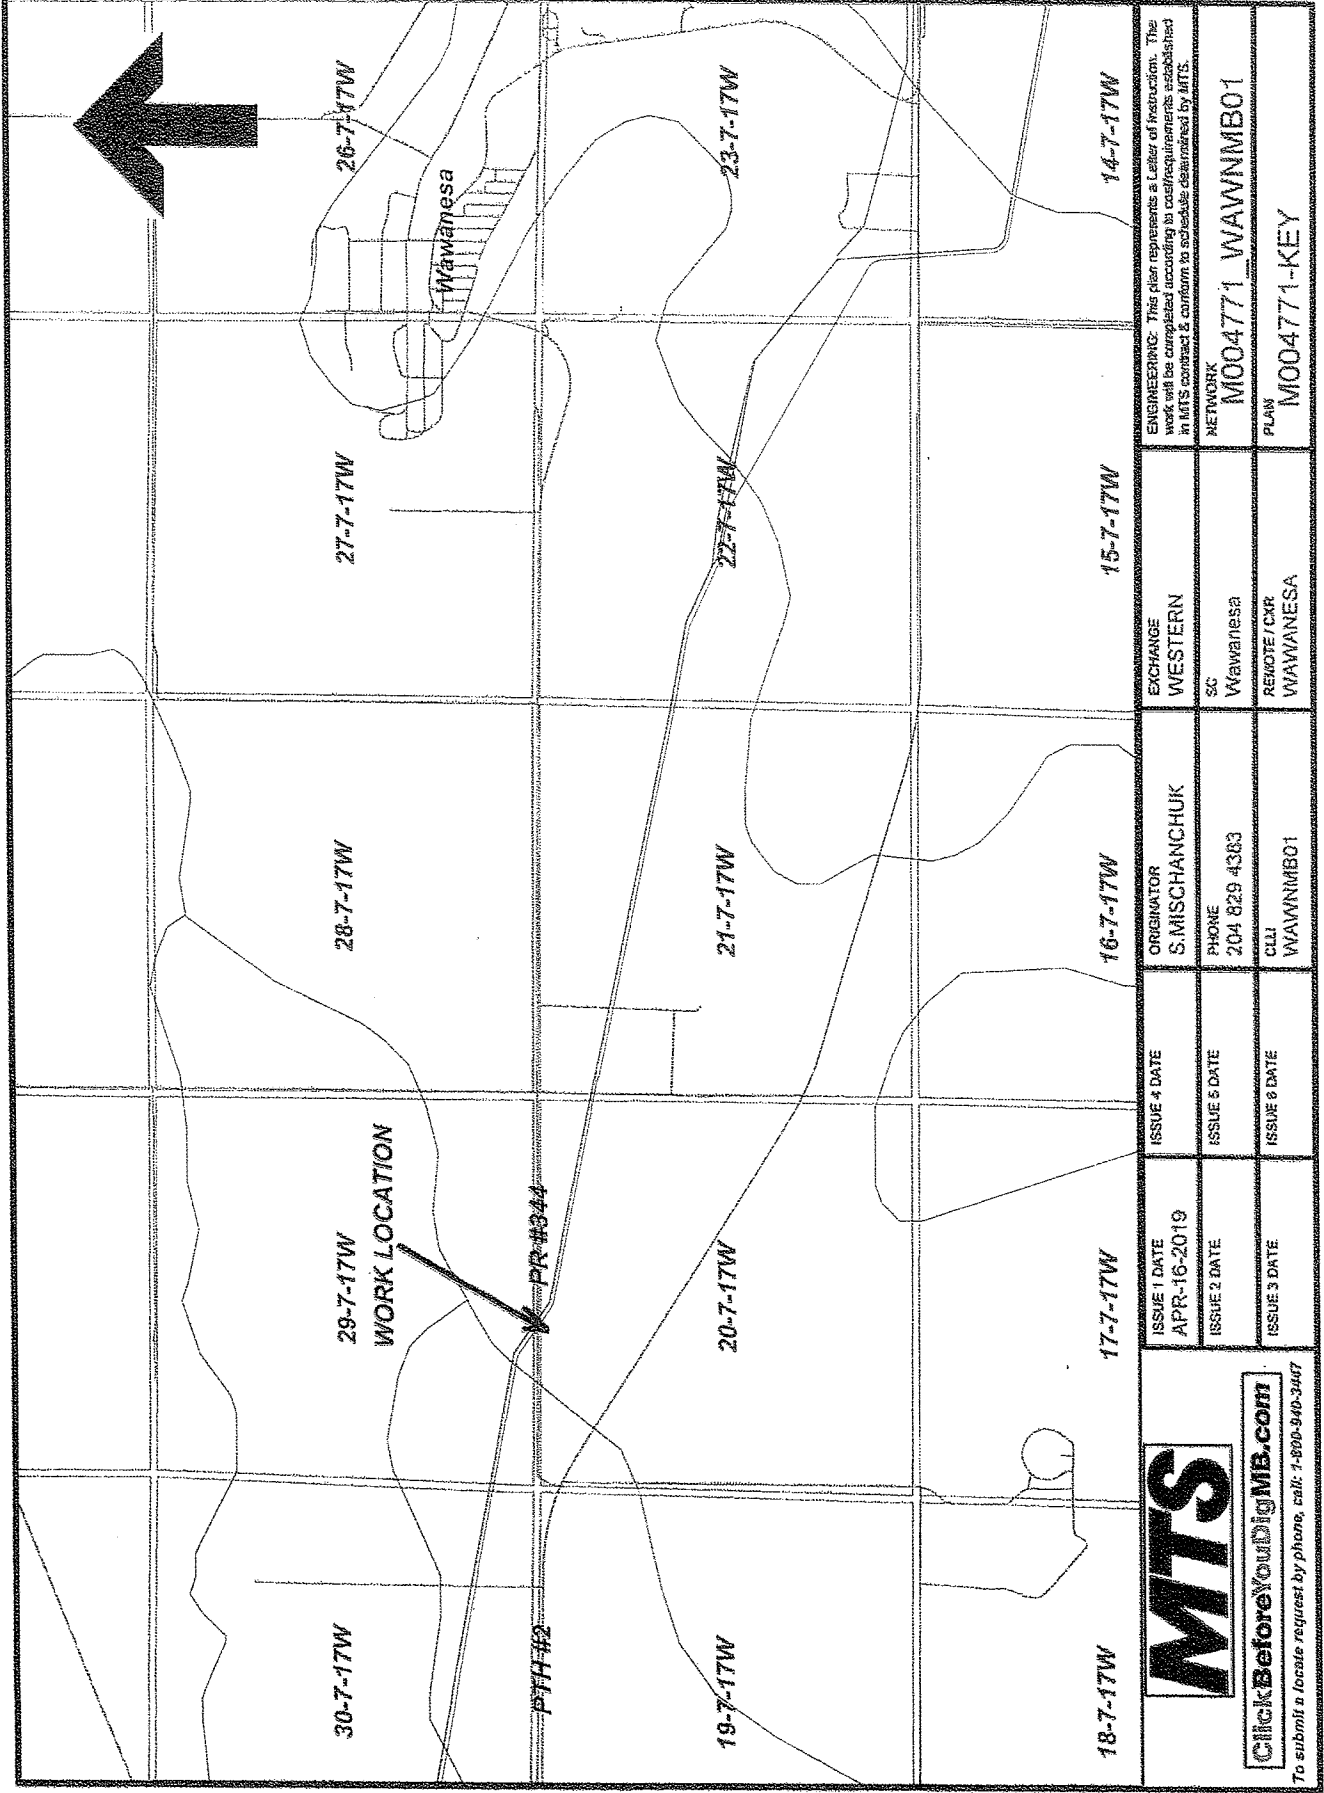 30-7-17W
29-7-17W
28-7-17W
27-7-17W
26-7-17W
WORK LOCATION
Wawanesa
PTH #2
PR #344
19-7-17W
20-7-17W
21-7-17W
22-7-17W
23-7-17W
18-7-17W
17-7-17W
16-7-17W
15-7-17W
14-7-17W
MTS
ClickBeforeYouDigMB.com
To submit a locate request by phone, call: 1-800-940-3447
ISSUE 1 DATE
APR-16-2019
ISSUE 2 DATE
ISSUE 3 DATE
ISSUE 4 DATE
ISSUE 5 DATE
ISSUE 6 DATE
ORIGINATOR
S.MISCHANCHUK
PHONE
204 829 4383
CLLI
WAWNMB01
EXCHANGE
WESTERN
SC
Wawanesa
REMOTE / CXR
WAWANESA
ENGINEERING: This plan represents a Letter of Instruction. The
work will be completed according to cost/requirements established
in MTS contract & conform to schedule determined by MTS.
NETWORK
M004771_WAWNMB01
PLAN
M004771-KEY